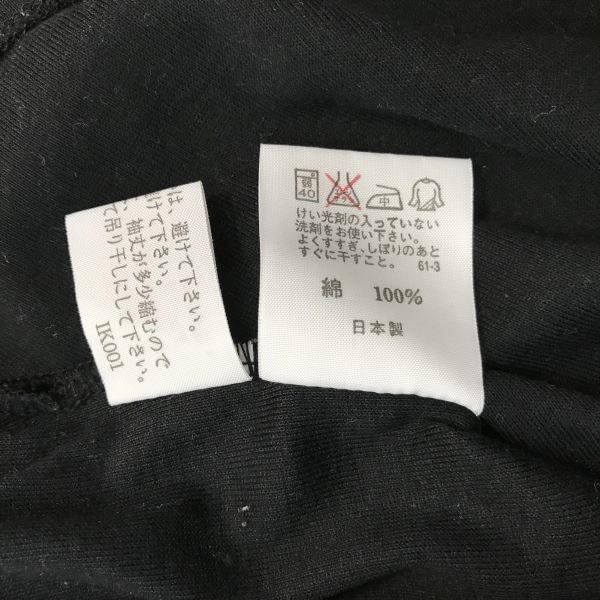 は、避けて下さい。
けて下さい。
、袖丈が多少縮むので
て吊り干しにして下さい。
IK001
弱
40
中
けい光剤の入っていない
洗剤をお使い下さい。
よくすすぎ、しぼりのあと
すぐに干すこと。 61-3
綿 100%
日本製